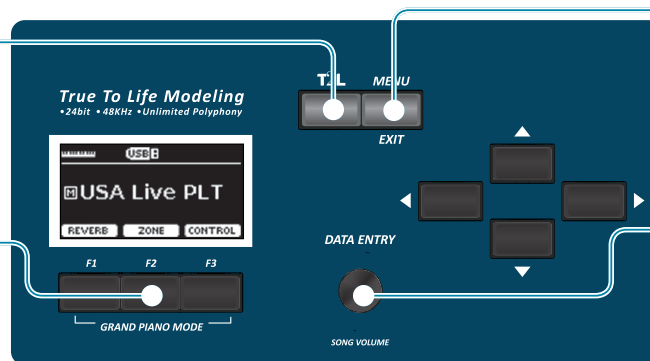 T2L MENU
True To Life Modeling
•24bit •48KHz •Unlimited Polyphony
EXIT
USB
M USA Live PLT
REVERB ZONE CONTROL
DATA ENTRY
F1 F2 F3
GRAND PIANO MODE
SONG VOLUME